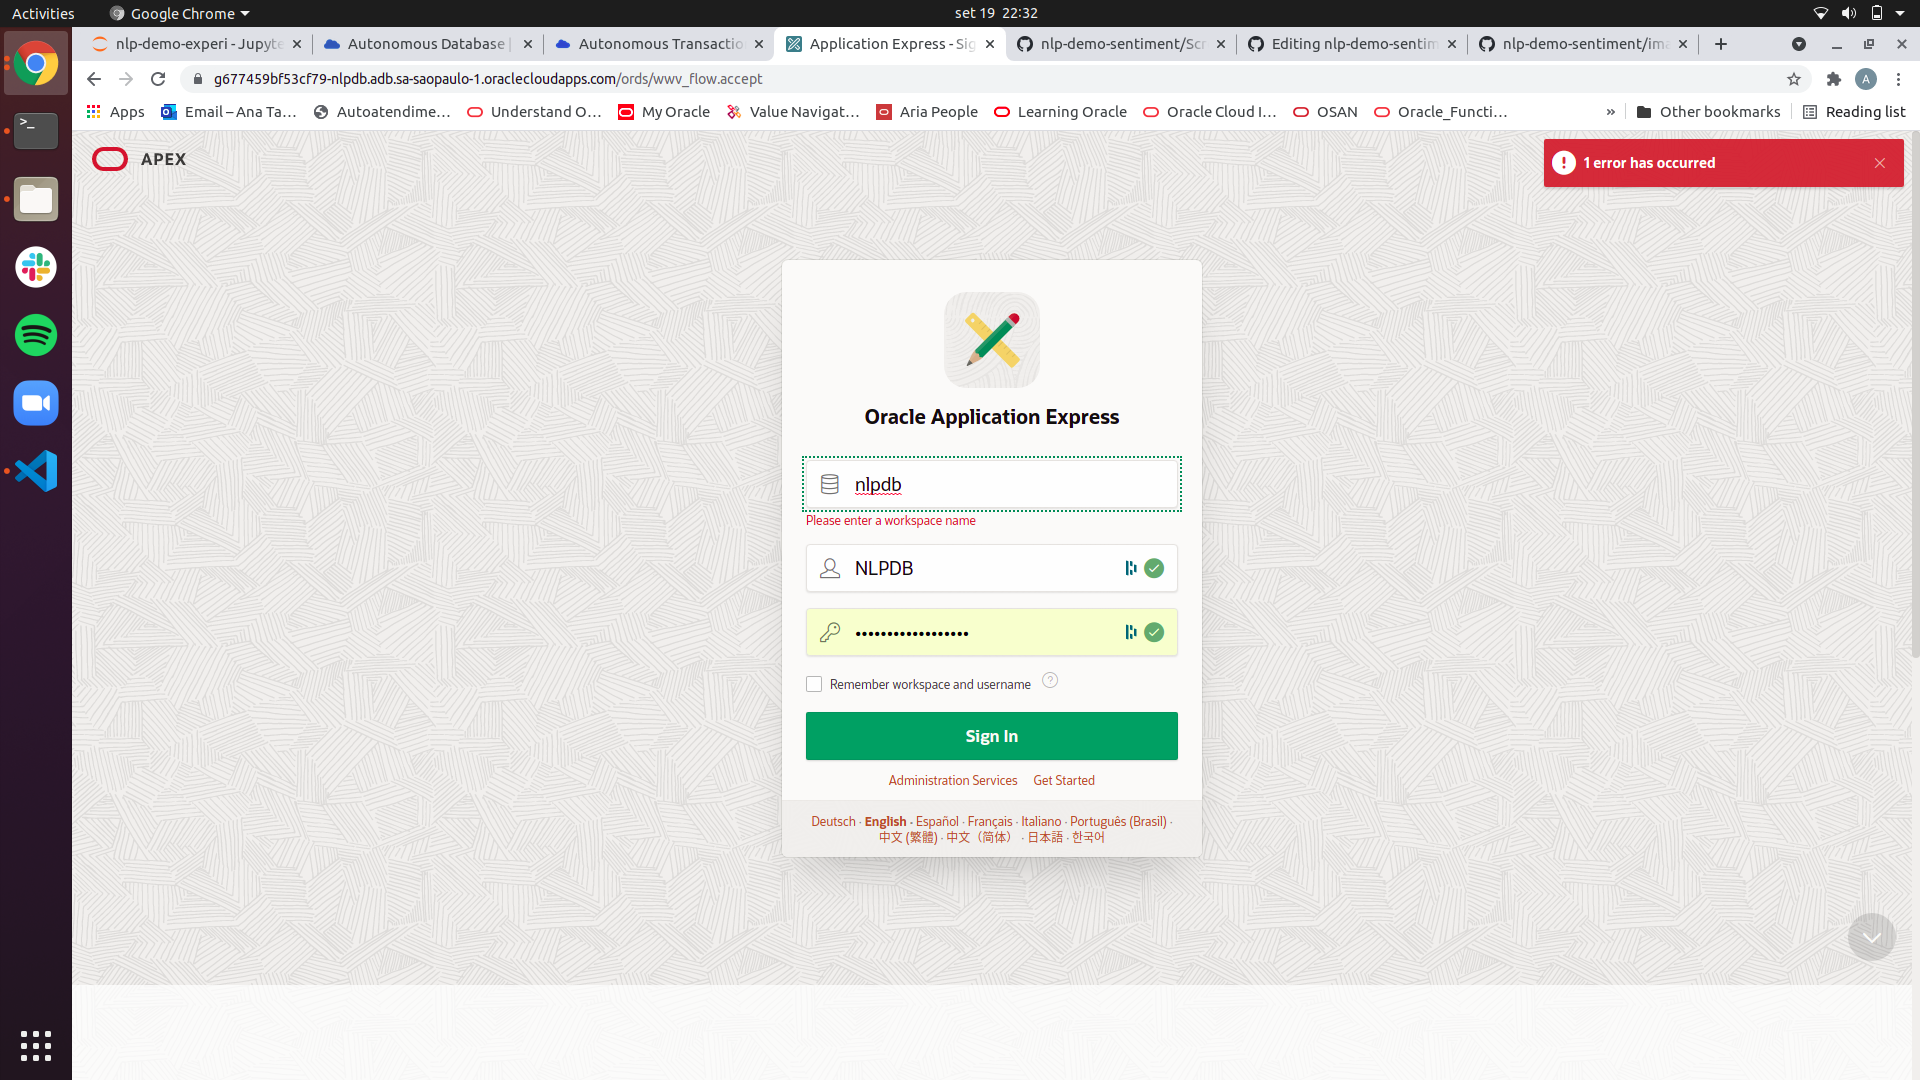 Activities
Google Chrome
set 19 22:32
nlp-demo-experi - Jupyte
Autonomous Database |
Autonomous Transactio
Application Express - Sig
nlp-demo-sentiment/Scr
Editing nlp-demo-sentim
nlp-demo-sentiment/ima
g677459bf53cf79-nlpdb.adb.sa-saopaulo-1.oraclecloudapps.com/ords/wwv_flow.accept
A
Apps
Email – Ana Ta…
Autoatendime…
Understand O…
My Oracle
Value Navigat…
Aria People
Learning Oracle
Oracle Cloud I…
OSAN
Oracle_Functi…
»
Other bookmarks
Reading list
APEX
1 error has occurred
Oracle Application Express
nlpdb
Please enter a workspace name
NLPDB
••••••••••••••••••
Remember workspace and username
Sign In
Administration Services Get Started
Deutsch · English · Español · Français · Italiano · Português (Brasil) ·
中文 (繁體) · 中文（简体） · 日本語 · 한국어